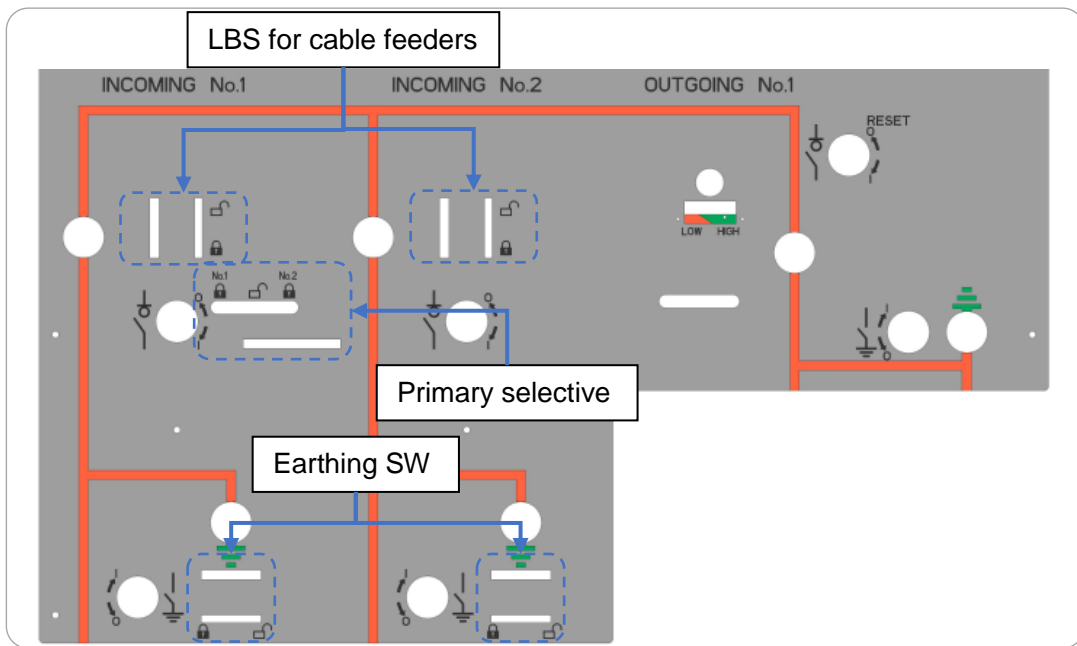 LBS for cable feeders
INCOMING No.1
INCOMING No.2
OUTGOING No.1
RESET
O
I
LOW HIGH
No.1 No.2
O
I
O
I
I
O
Primary selective
Earthing SW
I
O
I
O